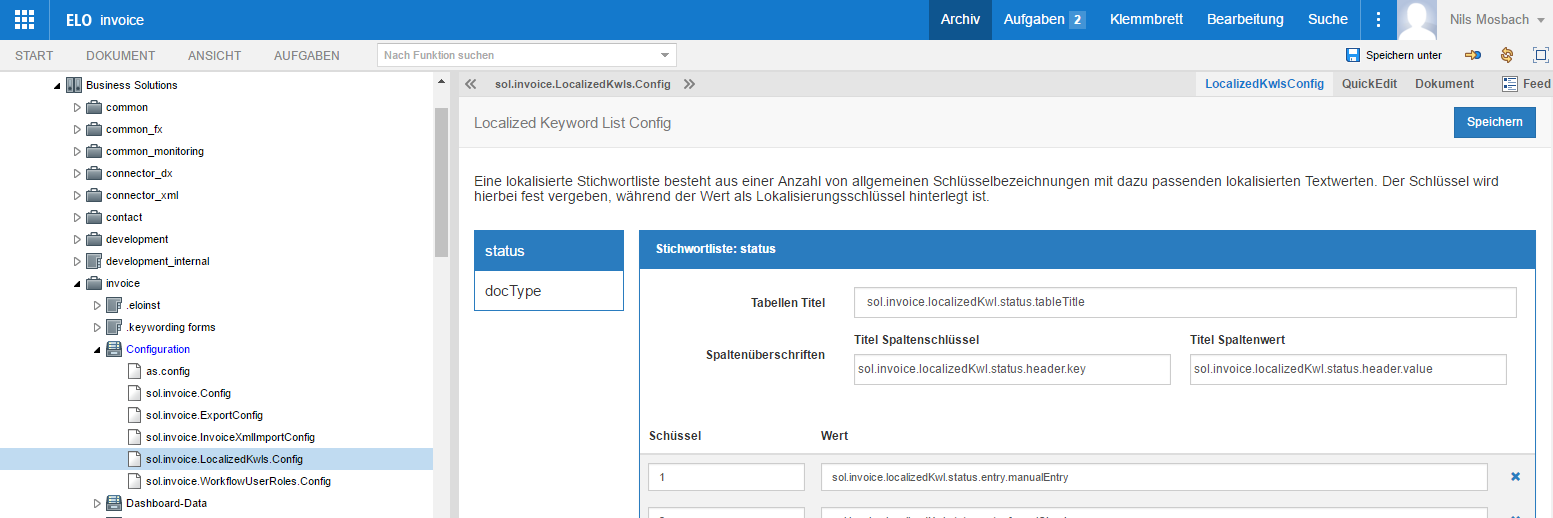 ELO invoice
Archiv Aufgaben 2 Klemmbrett Bearbeitung Suche Nils Mosbach
START DOKUMENT ANSICHT AUFGABEN Nach Funktion suchen Speichern unter
Business Solutions
common
common_fx
common_monitoring
connector_dx
connector_xml
contact
development
development_internal
invoice
.eloinst
.keywording forms
Configuration
as.config
sol.invoice.Config
sol.invoice.ExportConfig
sol.invoice.InvoiceXmlImportConfig
sol.invoice.LocalizedKwls.Config
sol.invoice.WorkflowUserRoles.Config
Dashboard-Data
sol.invoice.LocalizedKwls.Config LocalizedKwlsConfig QuickEdit Dokument Feed
Localized Keyword List Config Speichern
Eine lokalisierte Stichwortliste besteht aus einer Anzahl von allgemeinen Schlüsselbezeichnungen mit dazu passenden lokalisierten Textwerten. Der Schlüssel wird
hierbei fest vergeben, während der Wert als Lokalisierungsschlüssel hinterlegt ist.
status
docType
Stichwortliste: status
Tabellen Titel sol.invoice.localizedKwl.status.tableTitle
Titel Spaltenschlüssel Titel Spaltenwert
Spaltenüberschriften
sol.invoice.localizedKwl.status.header.key sol.invoice.localizedKwl.status.header.value
Schüssel Wert
1 sol.invoice.localizedKwl.status.entry.manualEntry